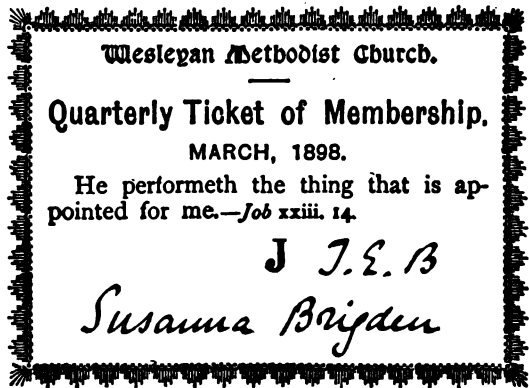 Wesleyan Methodist Church.
Quarterly Ticket of Membership.
MARCH, 1898.
He performeth the thing that is ap-
pointed for me.—Job xxiii. 14.
J T. E. B
Susanna Brigden